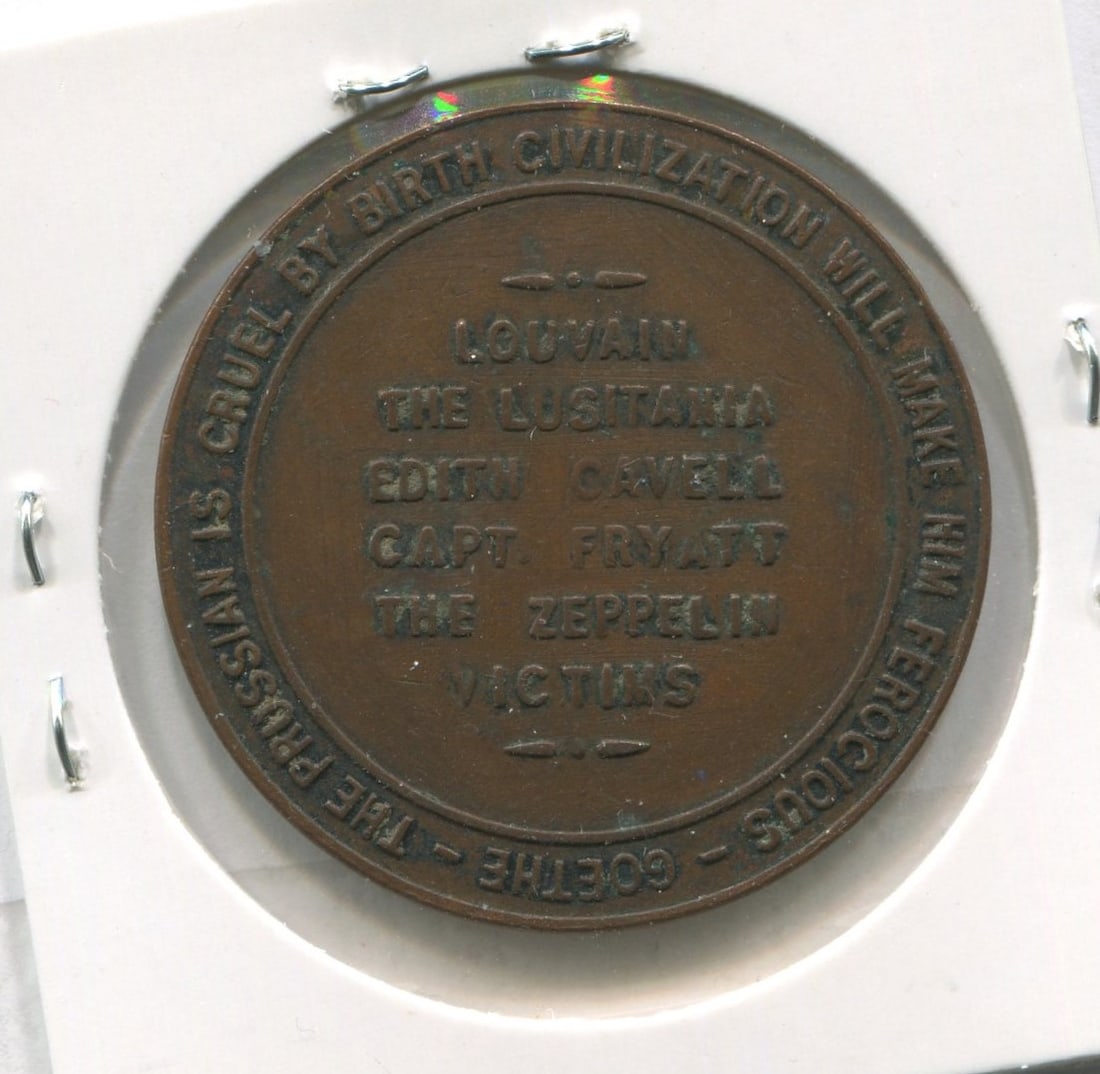 THE PRUSSIAN IS CRUEL BY BIRTH CIVILIZATION WILL MAKE HIM FEROCIOUS - GOETHE -
LOUVAIN
THE LUSITANIA
EDITH CAVELL
CAPT. FRYATT
THE ZEPPELIN
VICTIMS